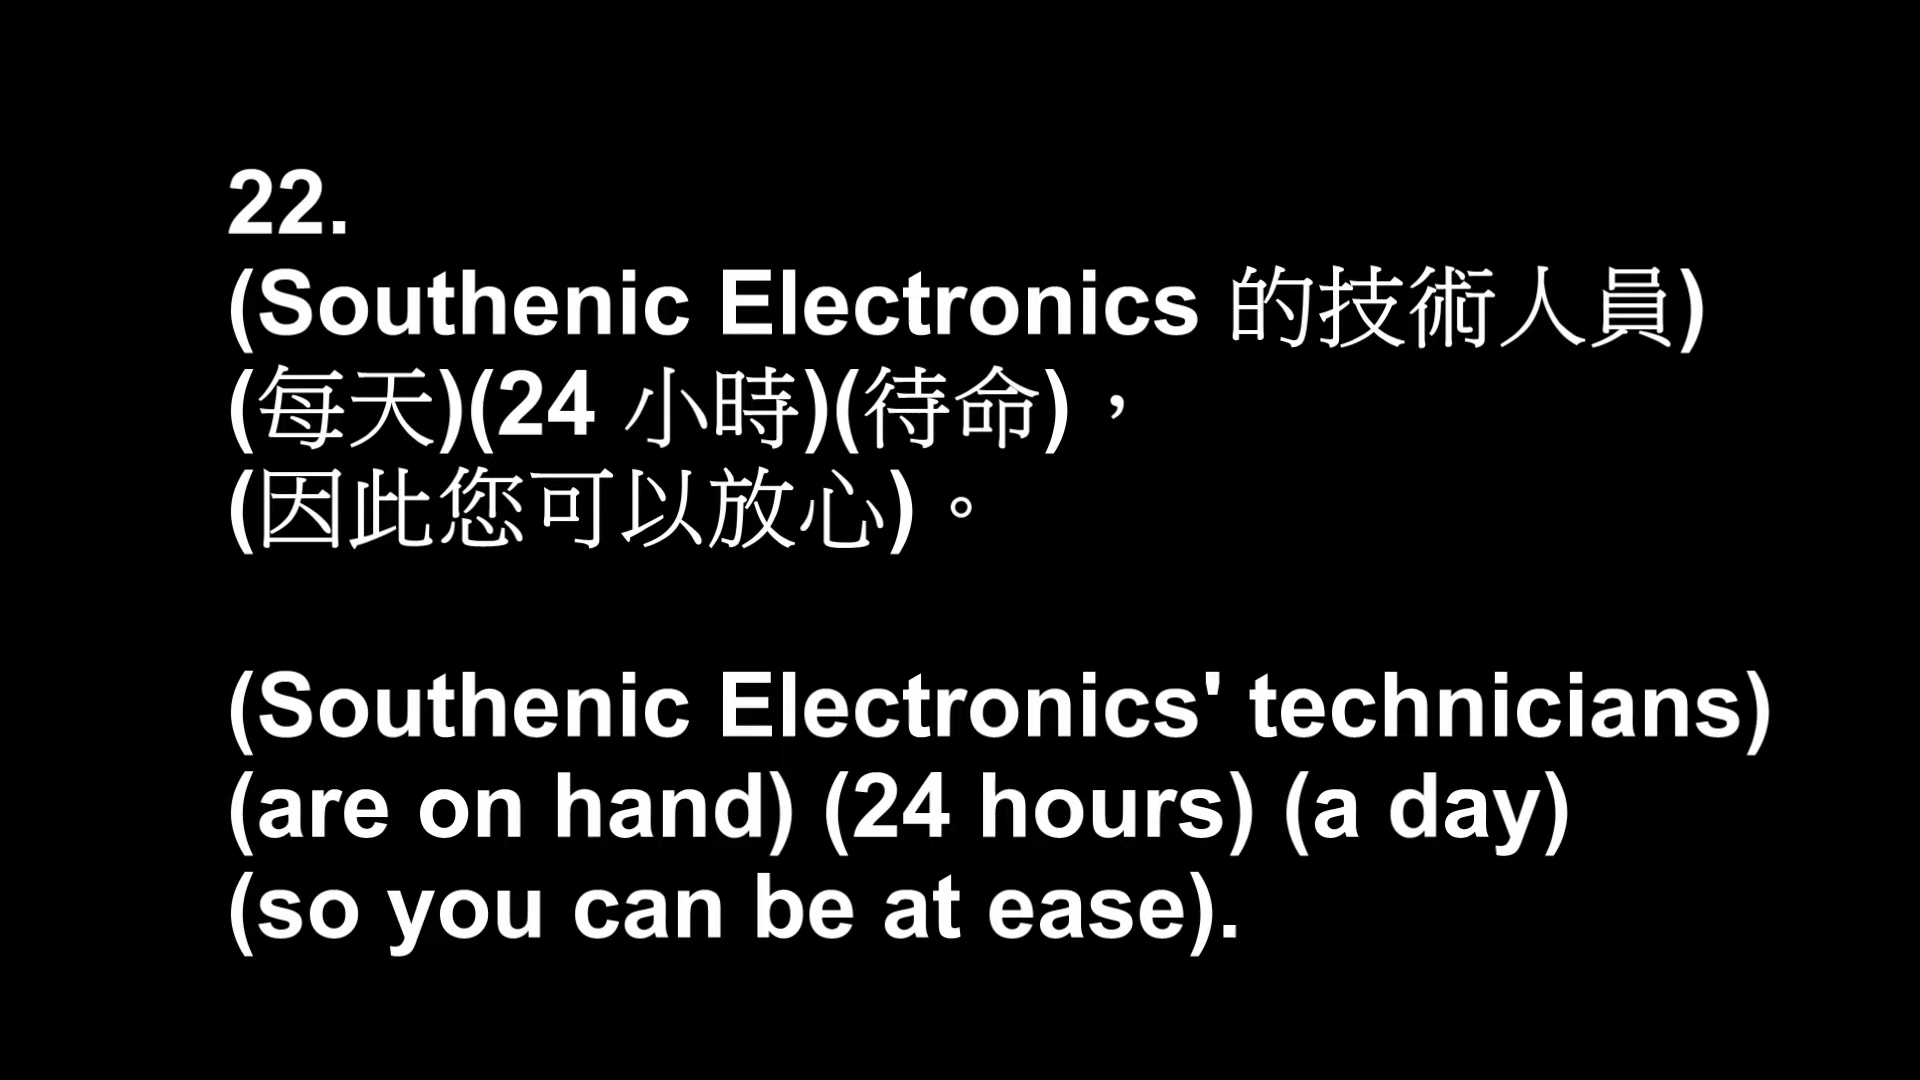 22.
(Southenic Electronics 的技術人員)
(每天)(24 小時)(待命)，
(因此您可以放心)。
(Southenic Electronics' technicians)
(are on hand) (24 hours) (a day)
(so you can be at ease).